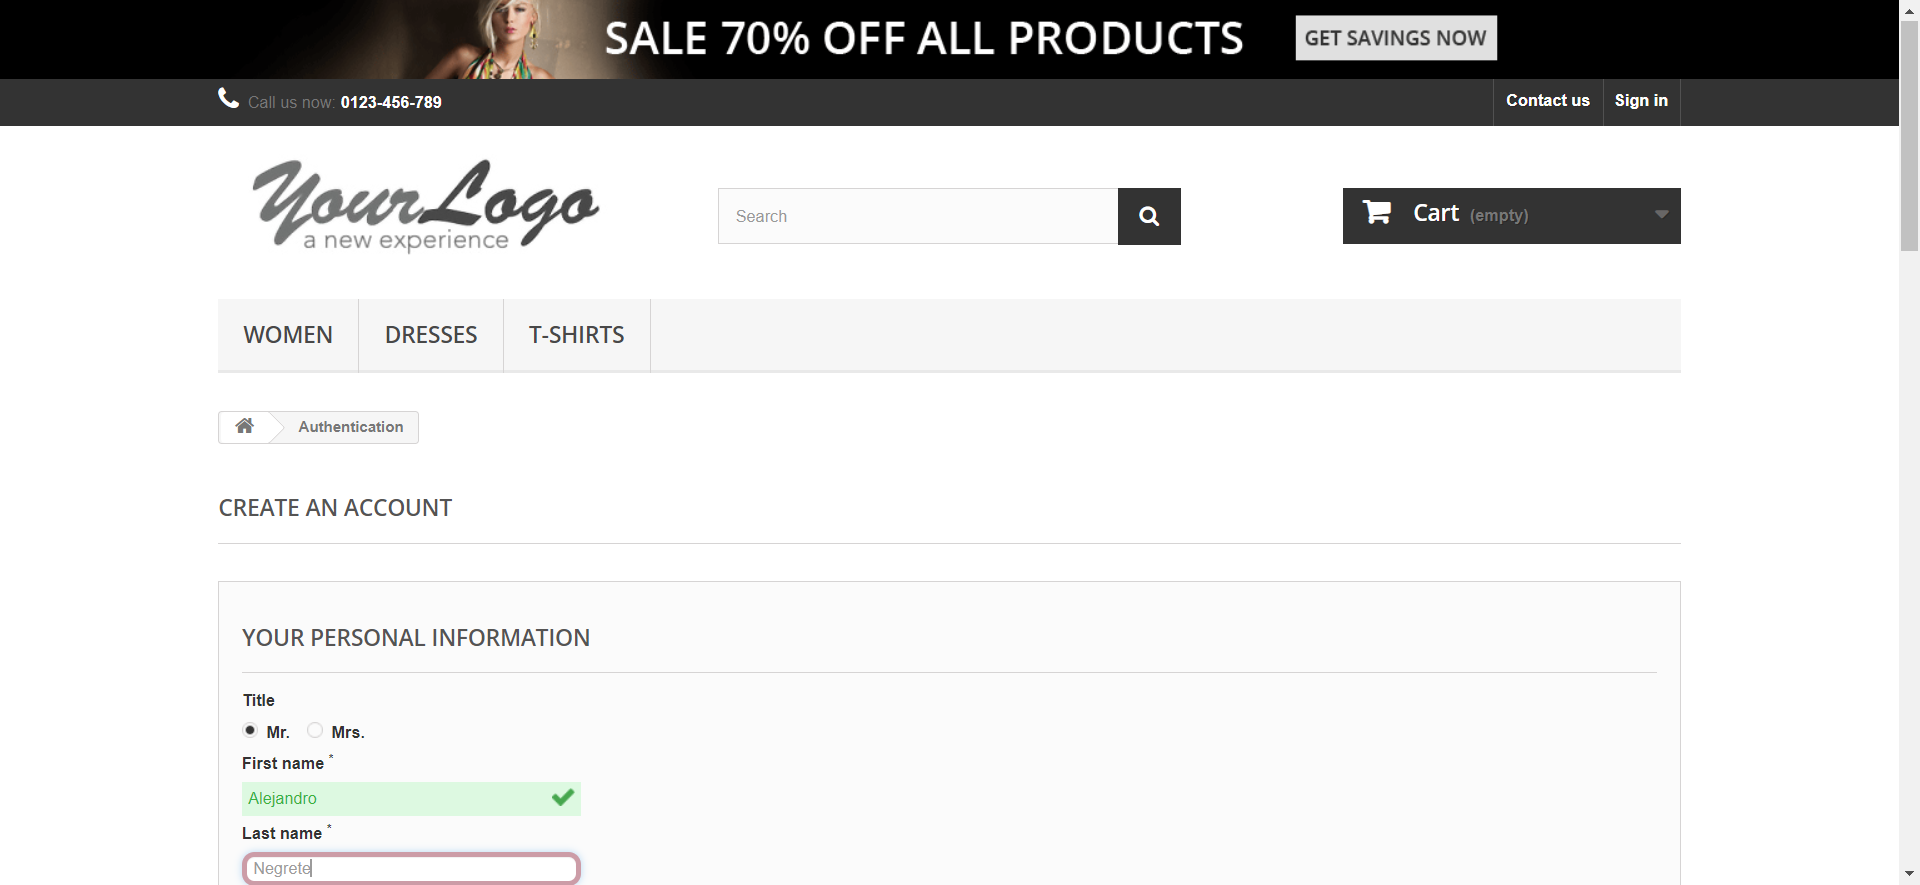 SALE 70% OFF ALL PRODUCTS
GET SAVINGS NOW
Call us now: 0123-456-789
Contact us
Sign in
YourLogo
a new experience
Search
Cart (empty)
WOMEN
DRESSES
T-SHIRTS
Authentication
CREATE AN ACCOUNT
YOUR PERSONAL INFORMATION
Title
Mr.
Mrs.
First name *
Alejandro
Last name *
Negrete